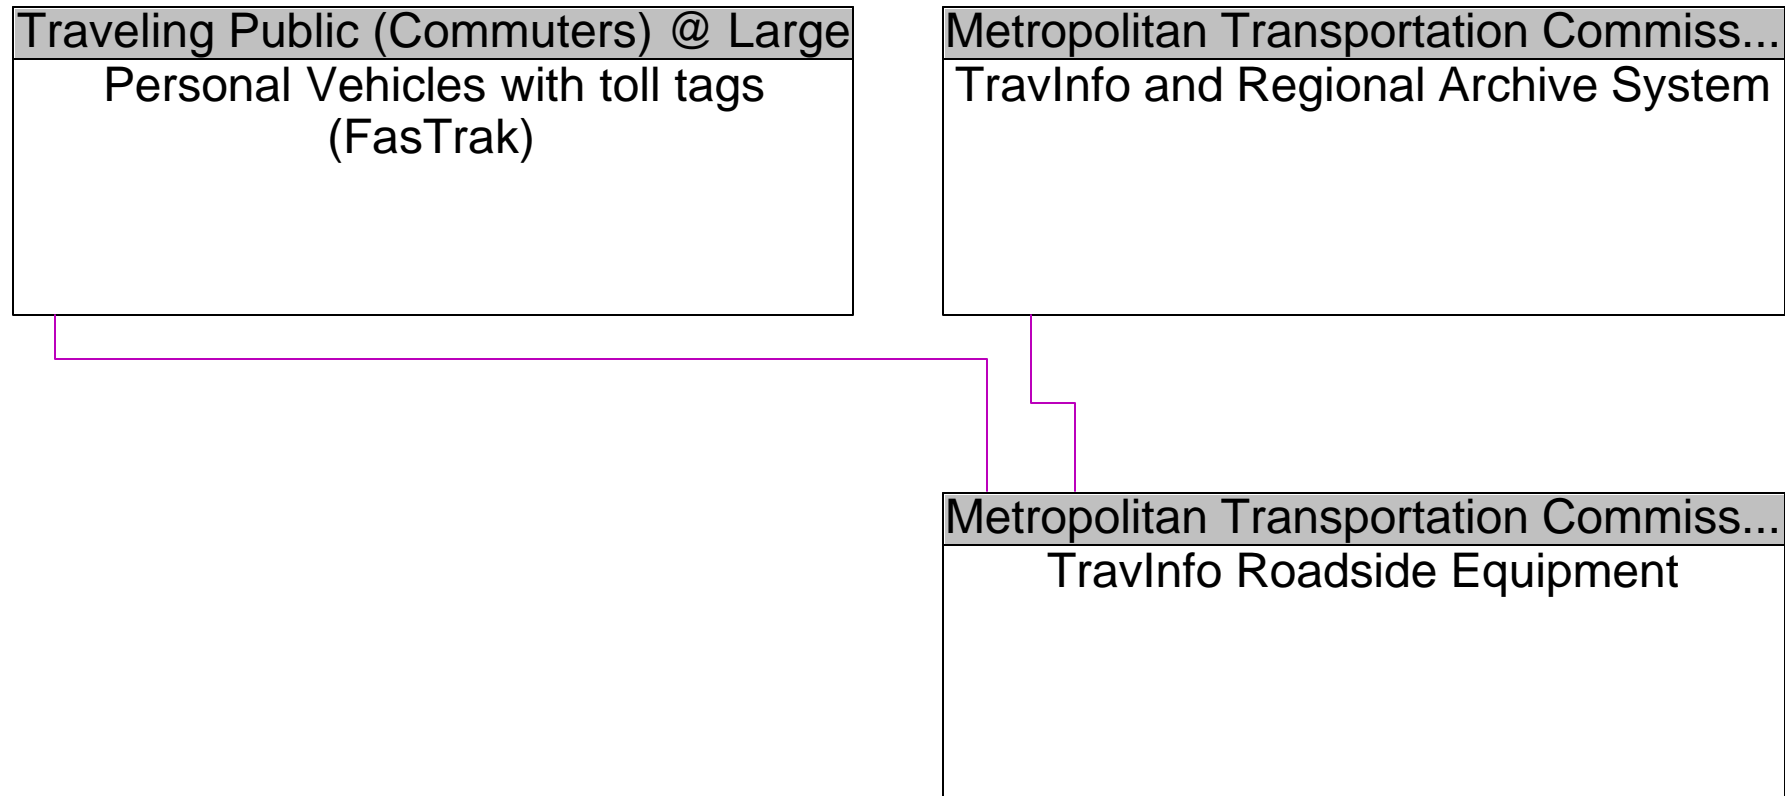 Traveling Public (Commuters) @ Large
Personal Vehicles with toll tags
(FasTrak)
Metropolitan Transportation Commiss...
TravInfo and Regional Archive System
Metropolitan Transportation Commiss...
TravInfo Roadside Equipment